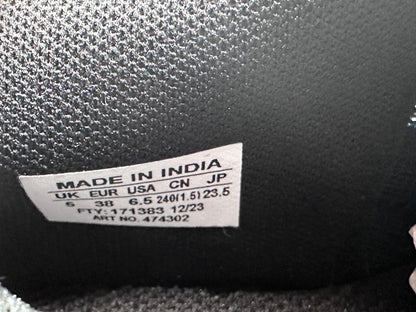 MADE IN INDIA
UK EUR USA CN JP
5 38 6.5 240(1.5) 23.5
FTY: 171383 12/23
ART NO. 474302